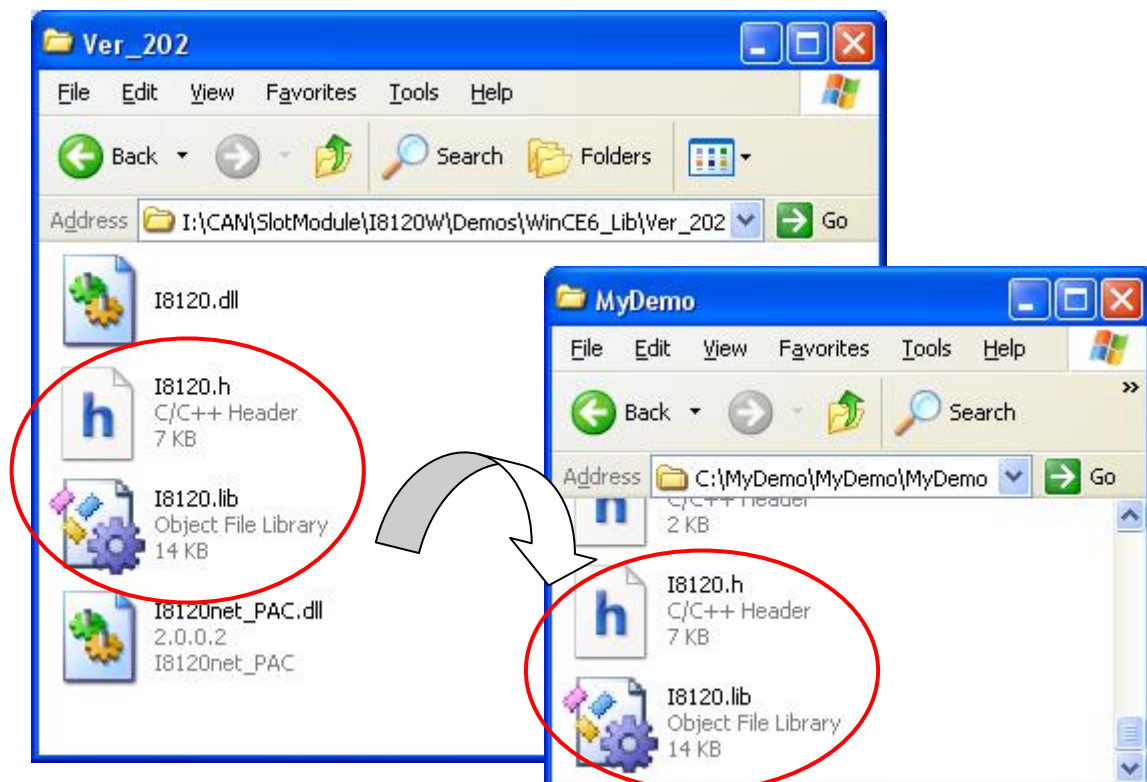 Ver_202
File Edit View Favorites Tools Help
Back Search Folders
Address I:\CAN\SlotModule\I8120W\Demos\WinCE6_Lib\Ver_202 Go
I8120.dll
I8120.h
C/C++ Header
7 KB
I8120.lib
Object File Library
14 KB
I8120net_PAC.dll
2.0.0.2
I8120net_PAC
MyDemo
File Edit View Favorites Tools Help
Back Search »
Address C:\MyDemo\MyDemo\MyDemo Go
C/C++ Header
2 KB
I8120.h
C/C++ Header
7 KB
I8120.lib
Object File Library
14 KB